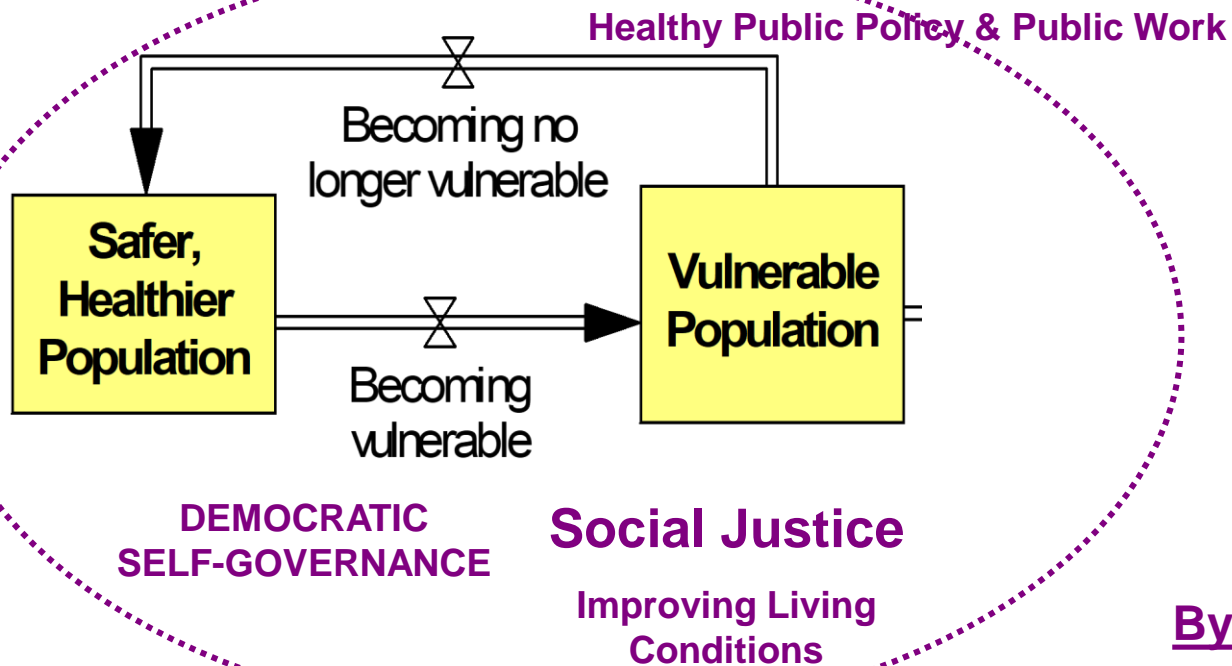 Healthy Public Policy & Public Work
Becoming no
longer vulnerable
Safer,
Healthier
Population
Vulnerable
Population
Becoming
vulnerable
DEMOCRATIC
SELF-GOVERNANCE
Social Justice
Improving Living
Conditions
By